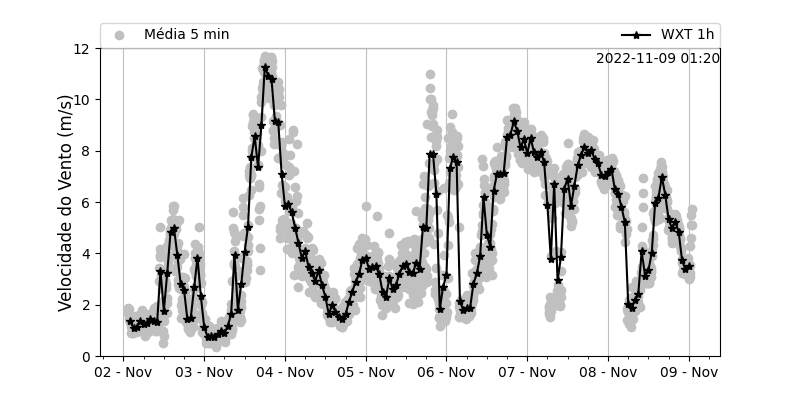 Média 5 min
WXT 1h
2022-11-09 01:20
Velocidade do Vento (m/s)
12
10
8
6
4
2
0
02 - Nov 03 - Nov 04 - Nov 05 - Nov 06 - Nov 07 - Nov 08 - Nov 09 - Nov